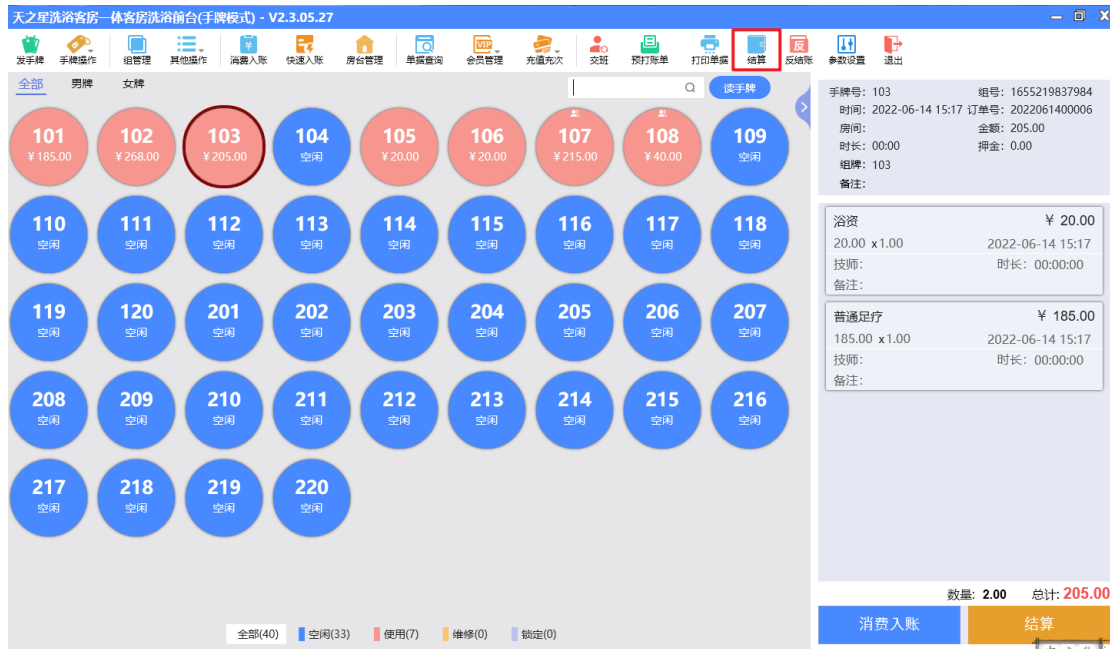 天之星洗浴客房一体客房洗浴前台(手牌模式) - V2.3.05.27
发手牌 手牌操作 组管理 其他操作 消费入账 快速入账 房台管理 单据查询 会员管理 充值充次 交班 预打账单 打印单据 结算 反结账 参数设置 退出
全部 男牌 女牌 读手牌
101 102 103 104 105 106 107 108 109
¥185.00 ¥268.00 ¥205.00 空闲 ¥20.00 ¥20.00 ¥215.00 ¥40.00 空闲
110 111 112 113 114 115 116 117 118
空闲 空闲 空闲 空闲 空闲 空闲 空闲 空闲 空闲
119 120 201 202 203 204 205 206 207
空闲 空闲 空闲 空闲 空闲 空闲 空闲 空闲 空闲
208 209 210 211 212 213 214 215 216
空闲 空闲 空闲 空闲 空闲 空闲 空闲 空闲 空闲
217 218 219 220
空闲 空闲 空闲 空闲
全部(40) 空闲(33) 使用(7) 维修(0) 锁定(0)
手牌号: 103 组号: 1655219837984
时间: 2022-06-14 15:17 订单号: 2022061400006
房间: 金额: 205.00
时长: 00:00 押金: 0.00
组牌: 103
备注:
浴资 ¥ 20.00
20.00 x1.00 2022-06-14 15:17
技师: 时长: 00:00:00
备注:
普通足疗 ¥ 185.00
185.00 x1.00 2022-06-14 15:17
技师: 时长: 00:00:00
备注:
数量: 2.00 总计: 205.00
消费入账 结算